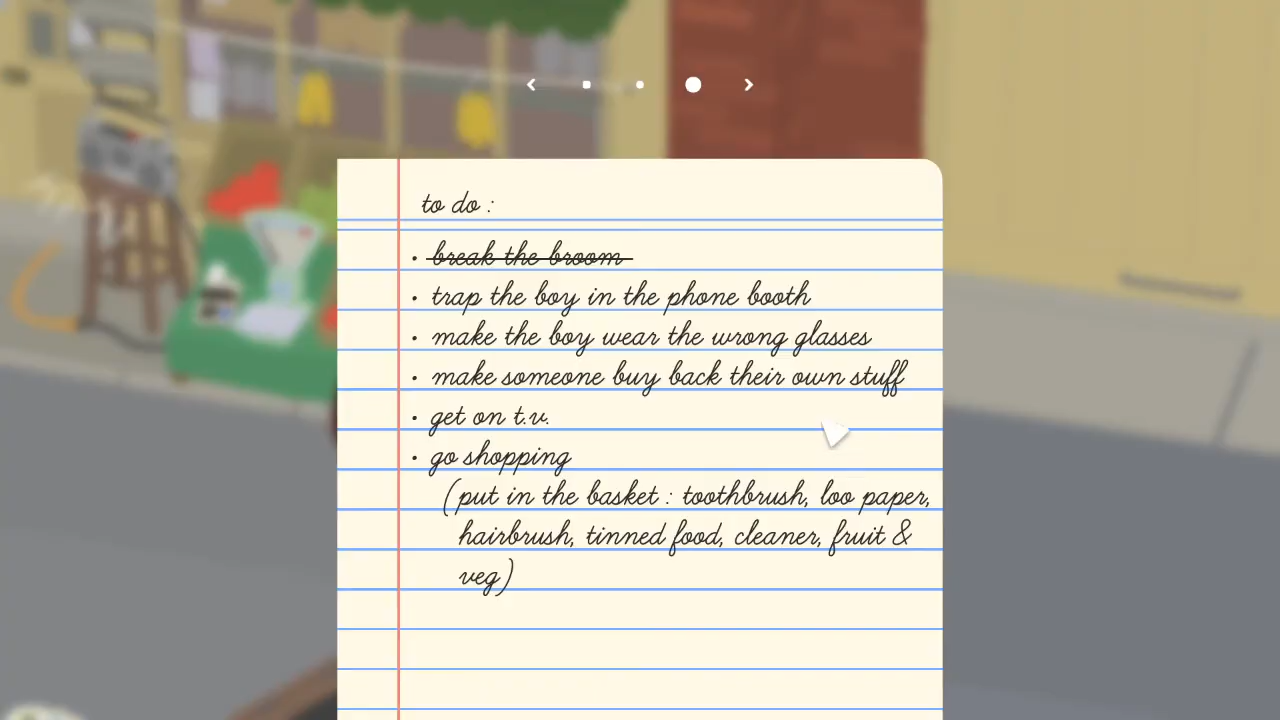 to do :
• break the broom
• trap the boy in the phone booth
• make the boy wear the wrong glasses
• make someone buy back their own stuff
• get on t.v.
• go shopping
(put in the basket : toothbrush, loo paper,
hairbrush, tinned food, cleaner, fruit &
veg)